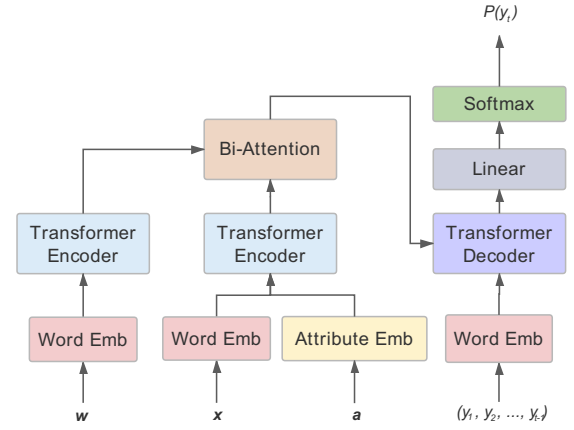 P(y_t)
Softmax
Bi-Attention
Linear
Transformer Encoder
Transformer Encoder
Transformer Decoder
Word Emb
Word Emb
Attribute Emb
Word Emb
w
x
a
(y_1, y_2, ..., y_{t-1})